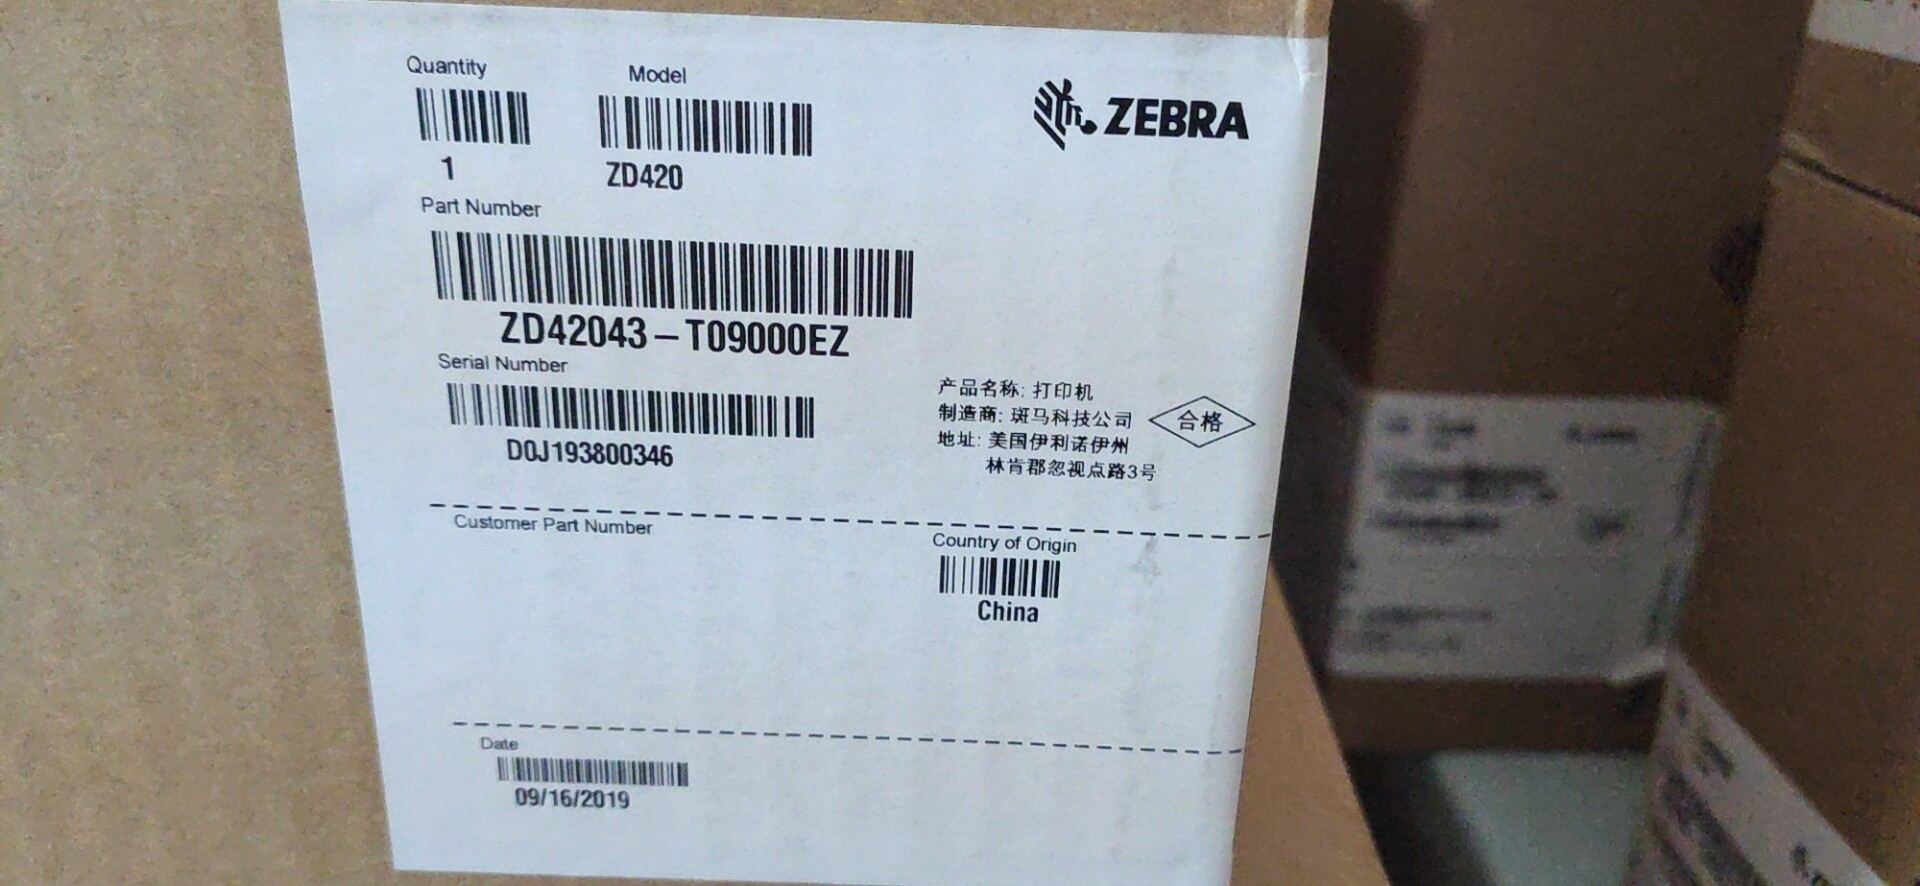 Quantity
Model
ZEBRA
1
ZD420
Part Number
ZD42043-T09000EZ
Serial Number
D0J193800346
产品名称: 打印机
制造商: 斑马科技公司
合格
地址: 美国伊利诺伊州
林肯郡忽视点路3号
Customer Part Number
Country of Origin
China
Date
09/16/2019